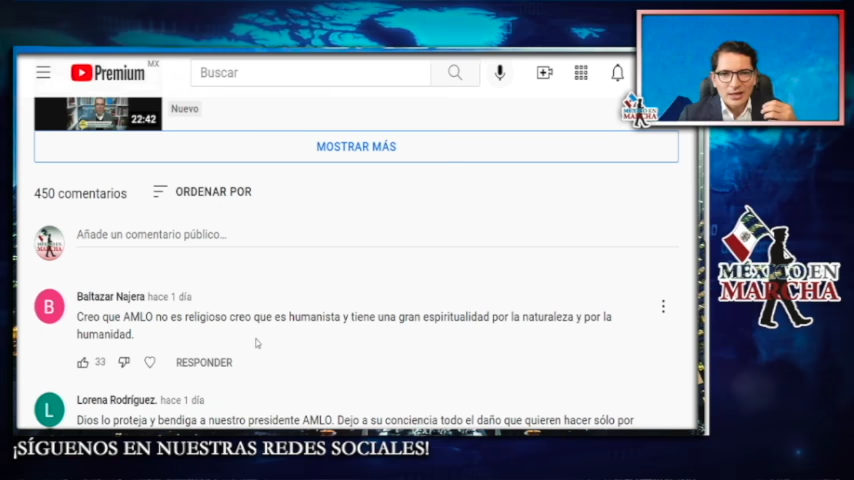 Premium MX
Buscar
22:42
Nuevo
MOSTRAR MÁS
450 comentarios
ORDENAR POR
Añade un comentario público...
B
Baltazar Najera hace 1 día
Creo que AMLO no es religioso creo que es humanista y tiene una gran espiritualidad por la naturaleza y por la
humanidad.
33
RESPONDER
L
Lorena Rodríguez. hace 1 día
Dios lo proteja y bendiga a nuestro presidente AMLO. Dejo a su conciencia todo el daño que quieren hacer sólo por
MÉXICO EN
MARCHA
MÉXICO EN
MARCHA
¡SÍGUENOS EN NUESTRAS REDES SOCIALES!